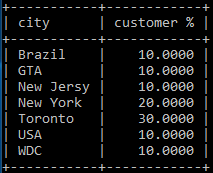 +-----------+------------+
| city      | customer % |
+-----------+------------+
| Brazil    |    10.0000 |
| GTA       |    10.0000 |
| New Jersy |    10.0000 |
| New York  |    20.0000 |
| Toronto   |    30.0000 |
| USA       |    10.0000 |
| WDC       |    10.0000 |
+-----------+------------+